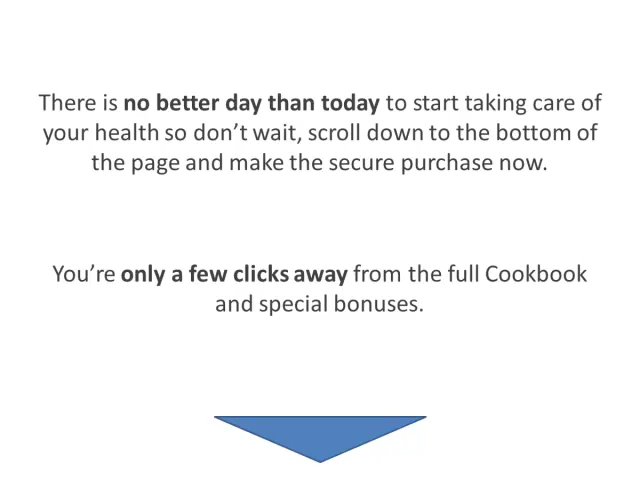 There is no better day than today to start taking care of
your health so don’t wait, scroll down to the bottom of
the page and make the secure purchase now.
You’re only a few clicks away from the full Cookbook
and special bonuses.